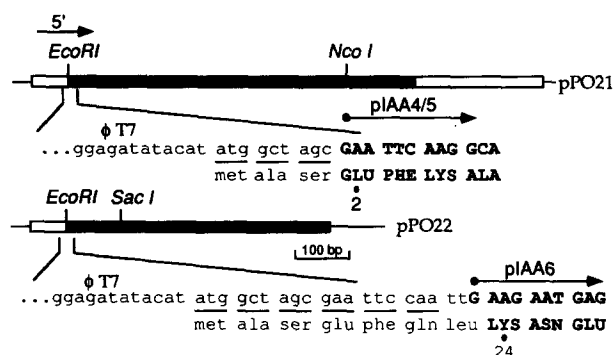 5'
EcoRI Nco I
pPO21
pIAA4/5
ϕ T7
...ggagatatacat atg gct agc GAA TTC AAG GCA
met ala ser GLU PHE LYS ALA
2
EcoRI Sac I
pPO22
100 bp
ϕ T7
pIAA6
...ggagatatacat atg gct agc gaa ttc caa ttG AAG AAT GAG
met ala ser glu phe gln leu LYS ASN GLU
24